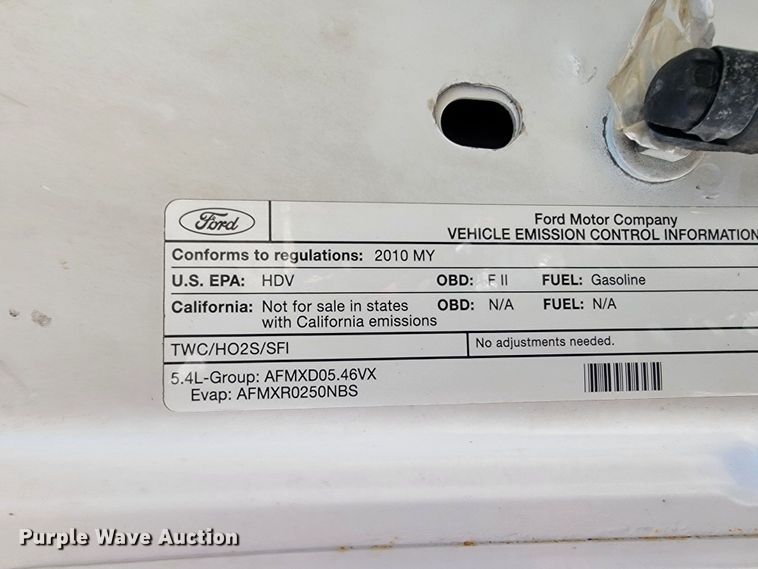 Ford
Ford Motor Company
VEHICLE EMISSION CONTROL INFORMATION
Conforms to regulations: 2010 MY
U.S. EPA: HDV OBD: F II FUEL: Gasoline
California: Not for sale in states OBD: N/A FUEL: N/A
with California emissions
TWC/HO2S/SFI No adjustments needed.
5.4L-Group: AFMXD05.46VX
Evap: AFMXR0250NBS
Purple Wave Auction